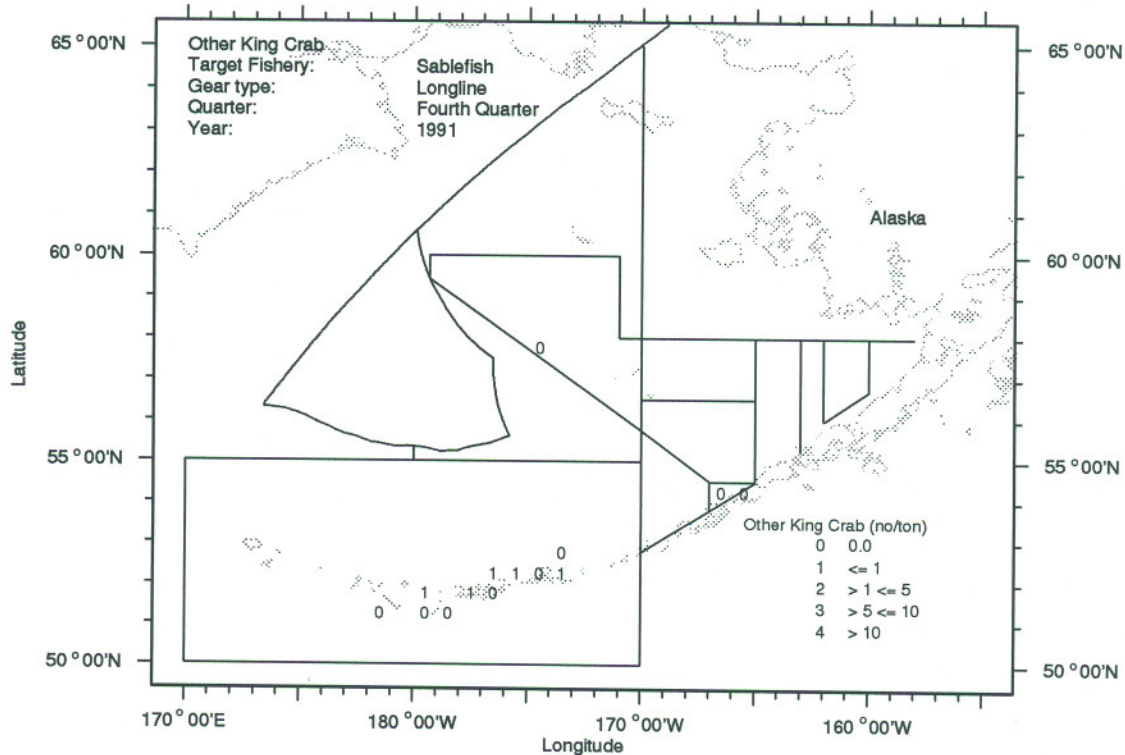 65 °00'N
65 °00'N
Other King Crab
Target Fishery: Sablefish
Gear type: Longline
Quarter: Fourth Quarter
Year: 1991
Alaska
60 °00'N
60 °00'N
Latitude
0
55 °00'N
55 °00'N
0 0
Other King Crab (no/ton)
0 0.0
1 <= 1
2 > 1 <= 5
3 > 5 <= 10
4 > 10
0
1 1 0 1
1 1 0
0 0 0
50 °00'N
50 °00'N
170 °00'E
180 °00'W
170 °00'W
160 °00'W
Longitude